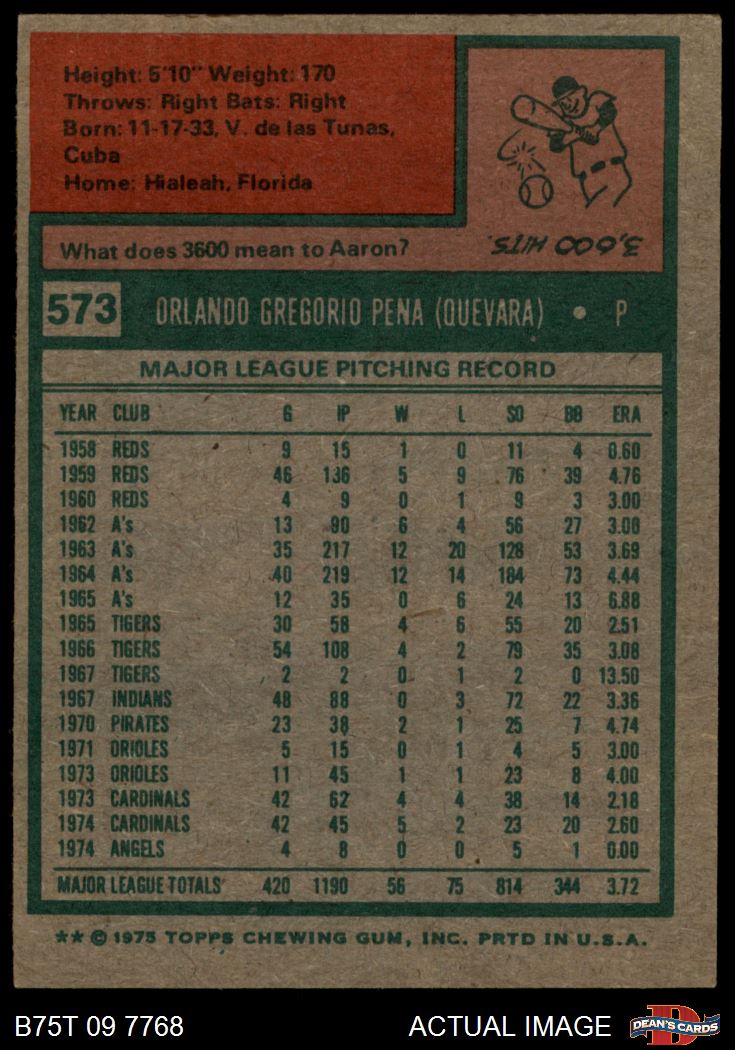 Height: 5'10" Weight: 170
Throws: Right Bats: Right
Born: 11-17-33, V. de las Tunas,
Cuba
Home: Hialeah, Florida
What does 3600 mean to Aaron?
3,600 HITS.
573 ORLANDO GREGORIO PENA (QUEVARA) • P
MAJOR LEAGUE PITCHING RECORD
YEAR CLUB G IP W L SO BB ERA
1958 REDS 9 15 1 0 11 4 0.60
1959 REDS 46 136 5 9 76 39 4.76
1960 REDS 4 9 0 1 9 3 3.00
1962 A's 13 90 6 4 56 27 3.00
1963 A's 35 217 12 20 128 53 3.69
1964 A's 40 219 12 14 184 73 4.44
1965 A's 12 35 0 6 24 13 6.88
1965 TIGERS 30 58 4 6 55 20 2.51
1966 TIGERS 54 108 4 2 79 35 3.08
1967 TIGERS 2 2 0 1 2 0 13.50
1967 INDIANS 48 88 0 3 72 22 3.36
1970 PIRATES 23 38 2 1 25 7 4.74
1971 ORIOLES 5 15 0 1 4 5 3.00
1973 ORIOLES 11 45 1 1 23 8 4.00
1973 CARDINALS 42 62 4 4 38 14 2.18
1974 CARDINALS 42 45 5 2 23 20 2.60
1974 ANGELS 4 8 0 0 5 1 0.00
MAJOR LEAGUE TOTALS 420 1190 56 75 814 344 3.72
** © 1975 TOPPS CHEWING GUM, INC. PRTD IN U.S.A.
B75T 09 7768 ACTUAL IMAGE DEAN'S CARDS